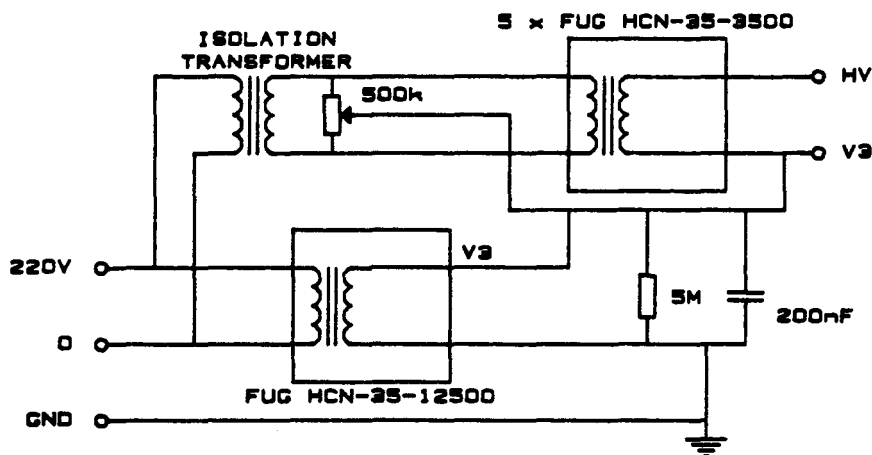 5 x FUG HCN-35-3500
ISOLATION
TRANSFORMER
500k
HV
V3
V3
220V
5M
200nF
0
FUG HCN-35-12500
GND